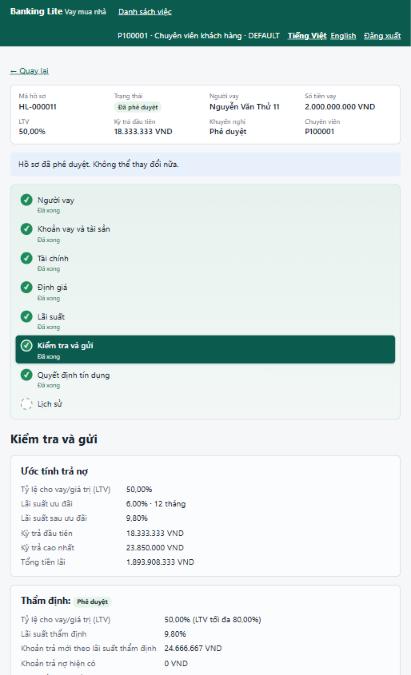 Banking Lite Vay mua nhà Danh sách việc
P100001 · Chuyên viên khách hàng · DEFAULT Tiếng Việt English Đăng xuất
← Quay lại
Mã hồ sơ Trạng thái Người vay Số tiền vay
HL-000011 Đã phê duyệt Nguyễn Văn Thử 11 2.000.000.000 VND
LTV Kỳ trả đầu tiên Khuyến nghị Chuyên viên
50,00% 18.333.333 VND Phê duyệt P100001
Hồ sơ đã phê duyệt. Không thể thay đổi nữa.
Người vay
Đã xong
Khoản vay và tài sản
Đã xong
Tài chính
Đã xong
Định giá
Đã xong
Lãi suất
Đã xong
Kiểm tra và gửi
Đã xong
Quyết định tín dụng
Đã xong
Lịch sử
Kiểm tra và gửi
Ước tính trả nợ
Tỷ lệ cho vay/giá trị (LTV) 50,00%
Lãi suất ưu đãi 6,00% · 12 tháng
Lãi suất sau ưu đãi 9,80%
Kỳ trả đầu tiên 18.333.333 VND
Kỳ trả cao nhất 23.850.000 VND
Tổng tiền lãi 1.893.908.333 VND
Thẩm định: Phê duyệt
Tỷ lệ cho vay/giá trị (LTV) 50,00% (LTV tối đa 80,00%)
Lãi suất thẩm định 9,80%
Khoản trả mới theo lãi suất thẩm định 24.666.667 VND
Khoản trả nợ hiện có 0 VND